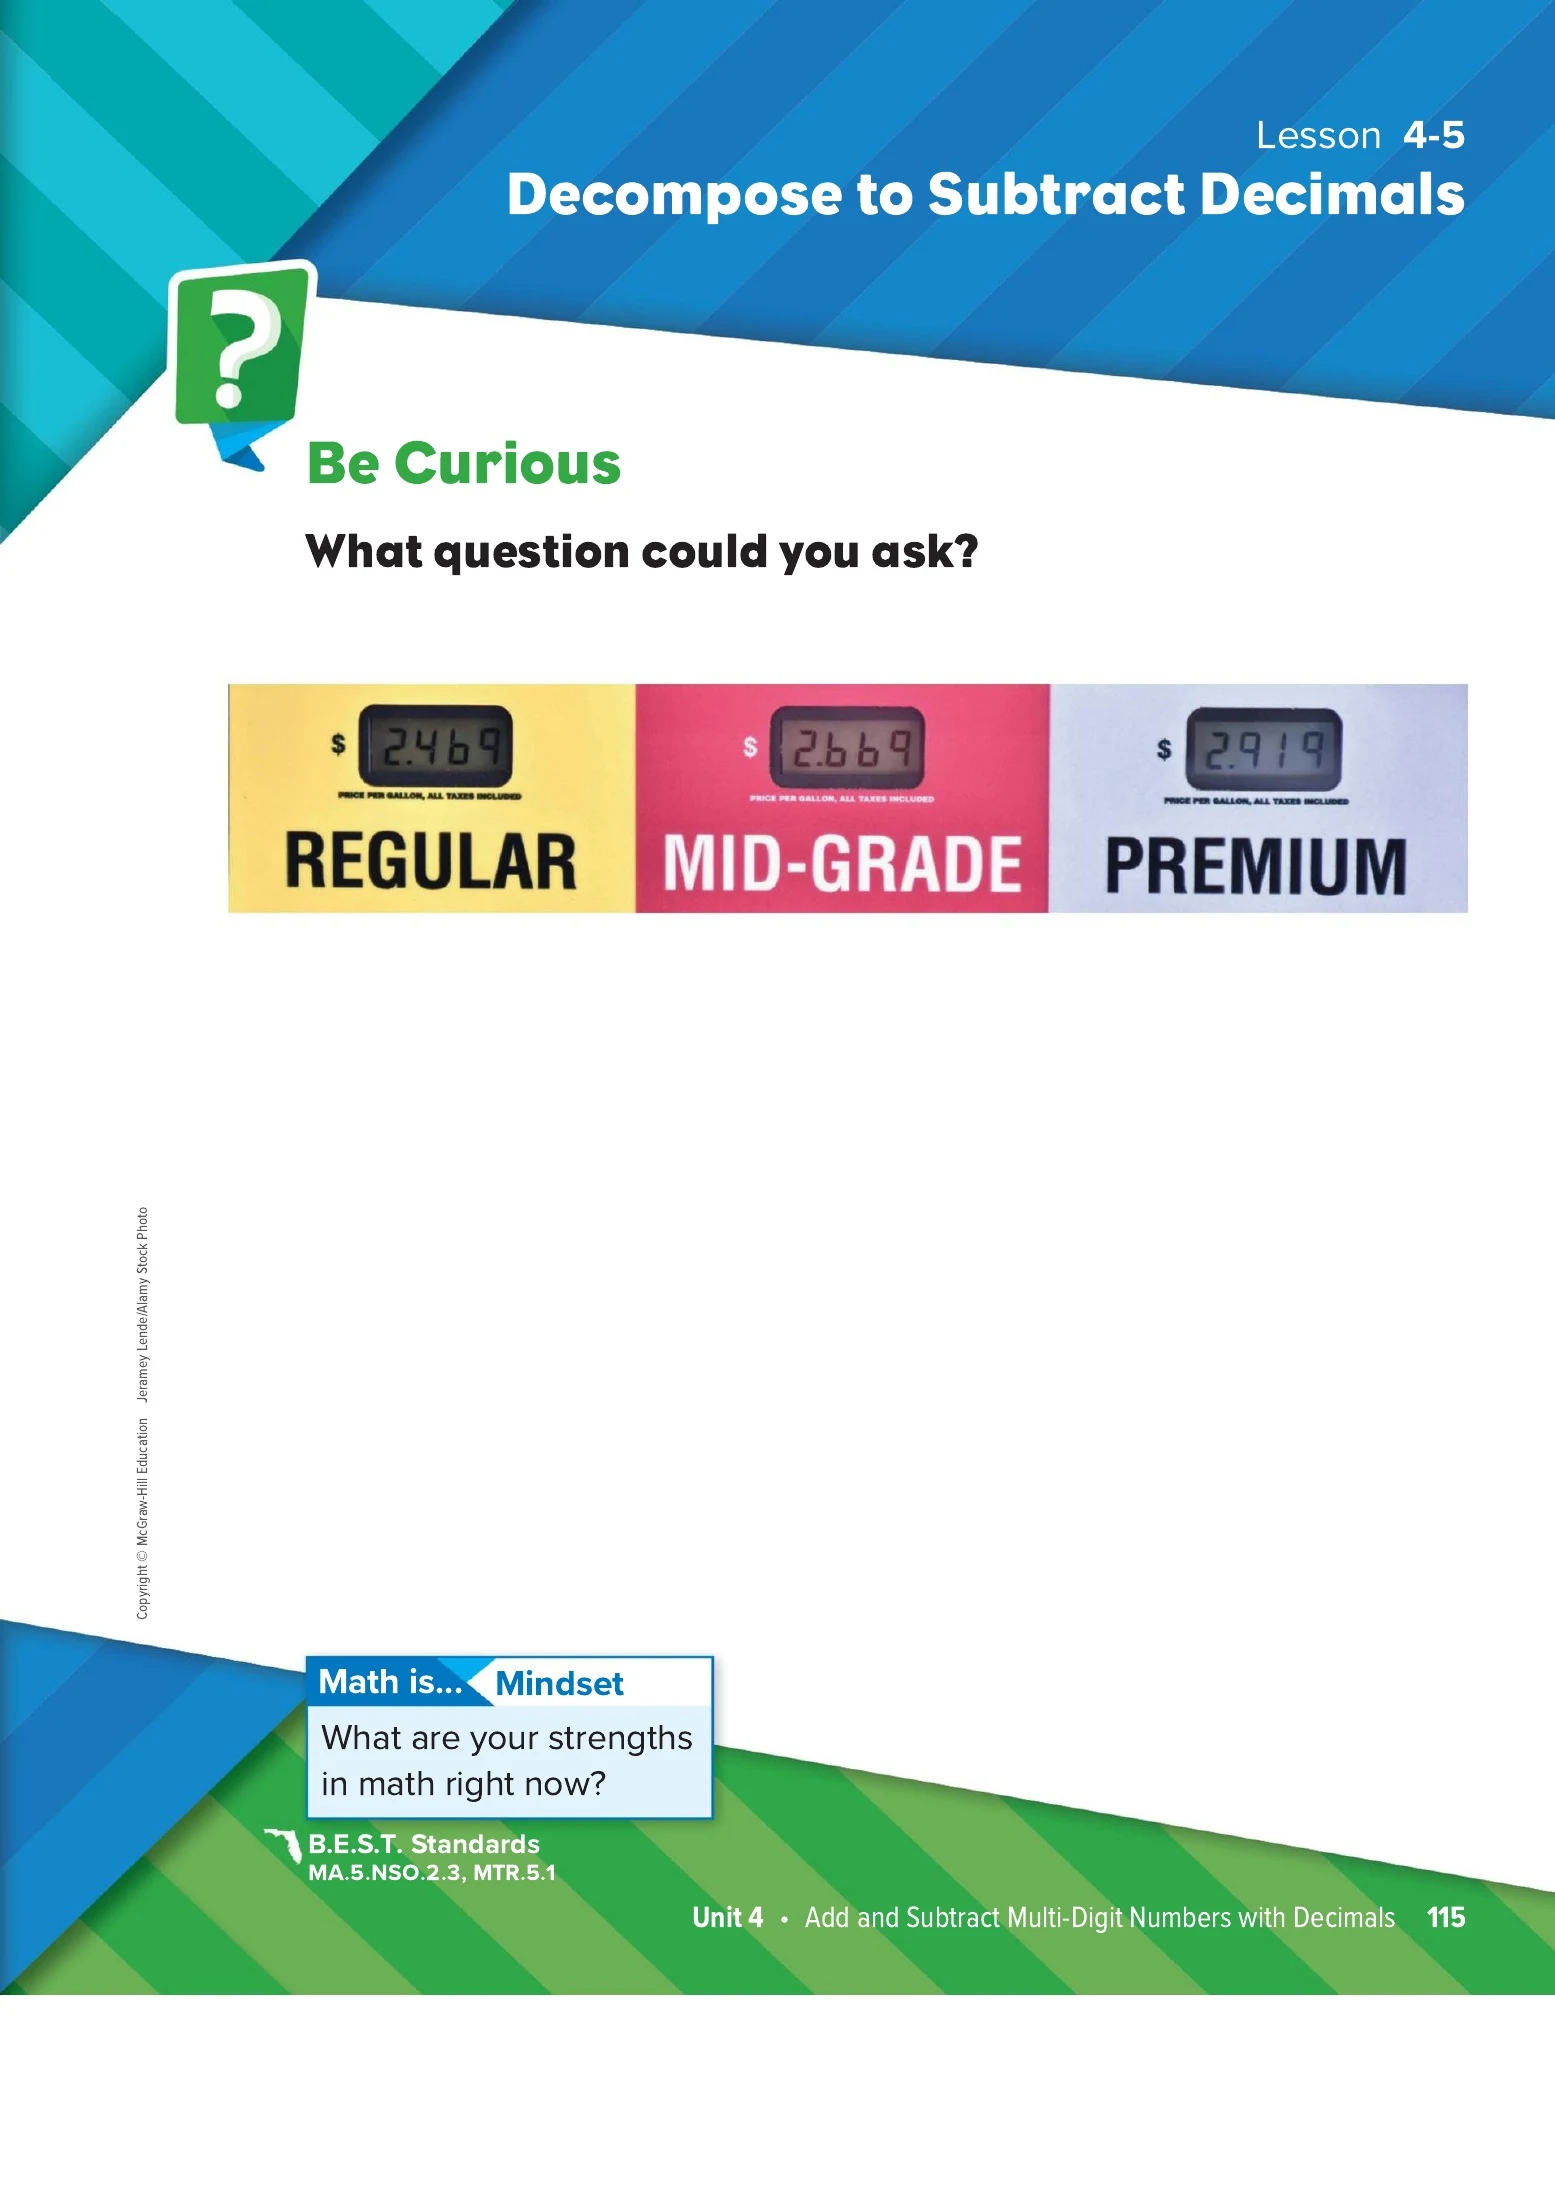 Lesson 4-5
Decompose to Subtract Decimals
?
Be Curious
What question could you ask?
$ 2.469
PRICE PER GALLON, ALL TAXES INCLUDED
REGULAR
$ 2.669
PRICE PER GALLON, ALL TAXES INCLUDED
MID-GRADE
$ 2.919
PRICE PER GALLON, ALL TAXES INCLUDED
PREMIUM
Copyright © McGraw-Hill Education Jeramey Lende/Alamy Stock Photo
Math is... Mindset
What are your strengths
in math right now?
B.E.S.T. Standards
MA.5.NSO.2.3, MTR.5.1
Unit 4 • Add and Subtract Multi-Digit Numbers with Decimals 115